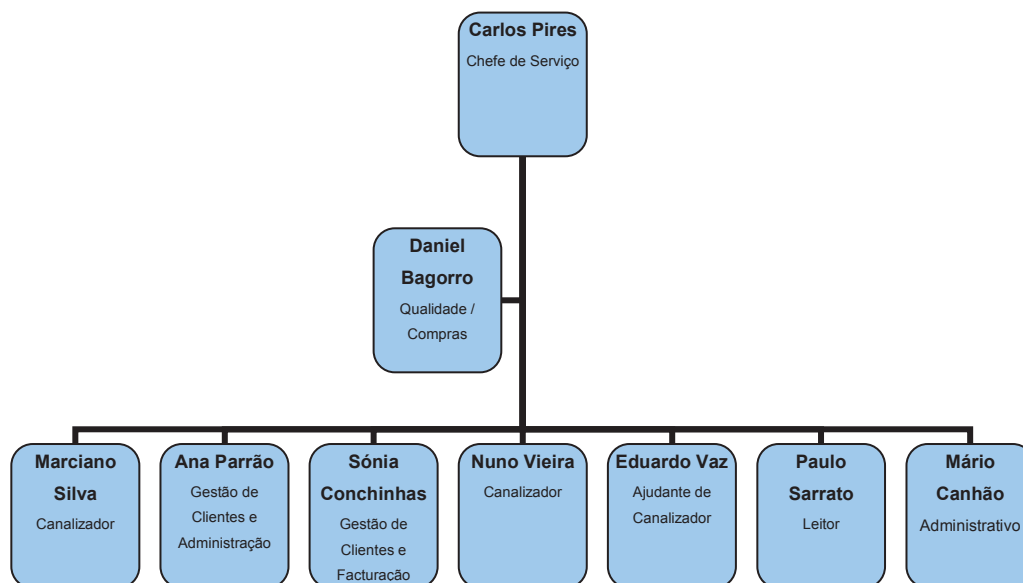 Carlos Pires
Chefe de Serviço
Daniel
Bagorro
Qualidade /
Compras
Marciano
Silva
Canalizador
Ana Parrão
Gestão de
Clientes e
Administração
Sónia
Conchinhas
Gestão de
Clientes e
Facturação
Nuno Vieira
Canalizador
Eduardo Vaz
Ajudante de
Canalizador
Paulo
Sarrato
Leitor
Mário
Canhão
Administrativo